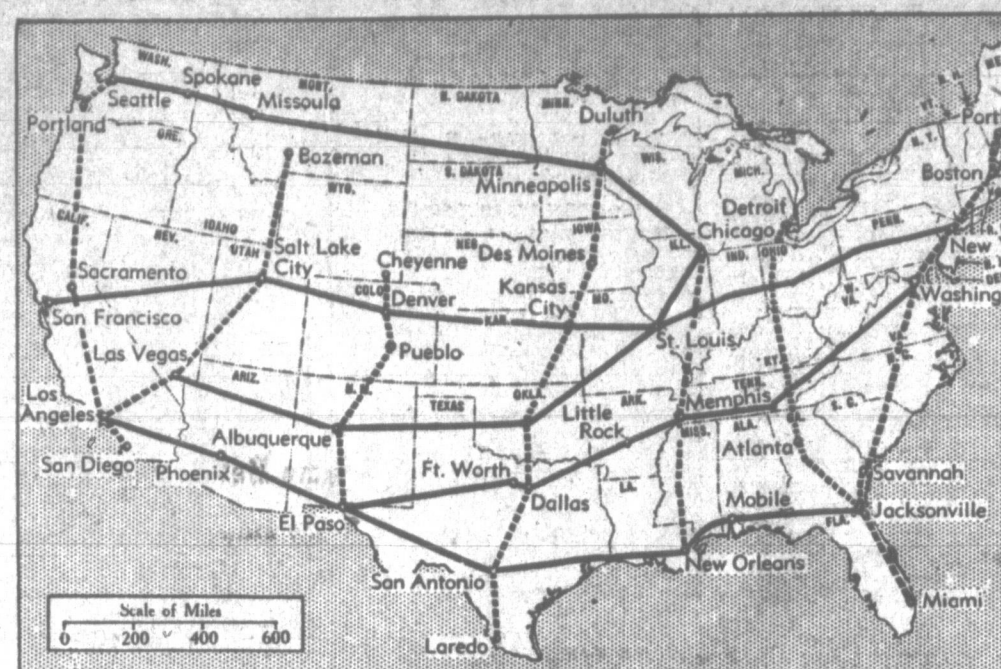 WASH.
Spokane
MONT.
N. DAKOTA
MINN.
Seattle
Missoula
Duluth
Portland
ORE.
WIS.
VT.
N. H.
N. Y.
Bozeman
S. DAKOTA
Minneapolis
MICH.
Boston
WYO.
Detroit
CALIF.
NEV.
IDAHO
UTAH
Salt Lake
City
NEB
IOWA
Des Moines
Chicago
ILL.
IND.
OHIO
PENN.
New
Sacramento
Cheyenne
COLO.
Denver
Kansas
City
MO.
W.
VA.
Washing
San Francisco
KAN.
St. Louis
Las Vegas
Pueblo
KY.
ARIZ.
N. M.
OKLA.
TENN.
Los
Angeles
TEXAS
ARK.
Memphis
S. C.
Albuquerque
Little
Rock
MISS.
ALA.
Atlanta
San Diego
Phoenix
Ft. Worth
LA.
Savannah
Dallas
Mobile
El Paso
FLA.
Jacksonville
San Antonio
New Orleans
Miami
Laredo
Scale of Miles
0 200 400 600